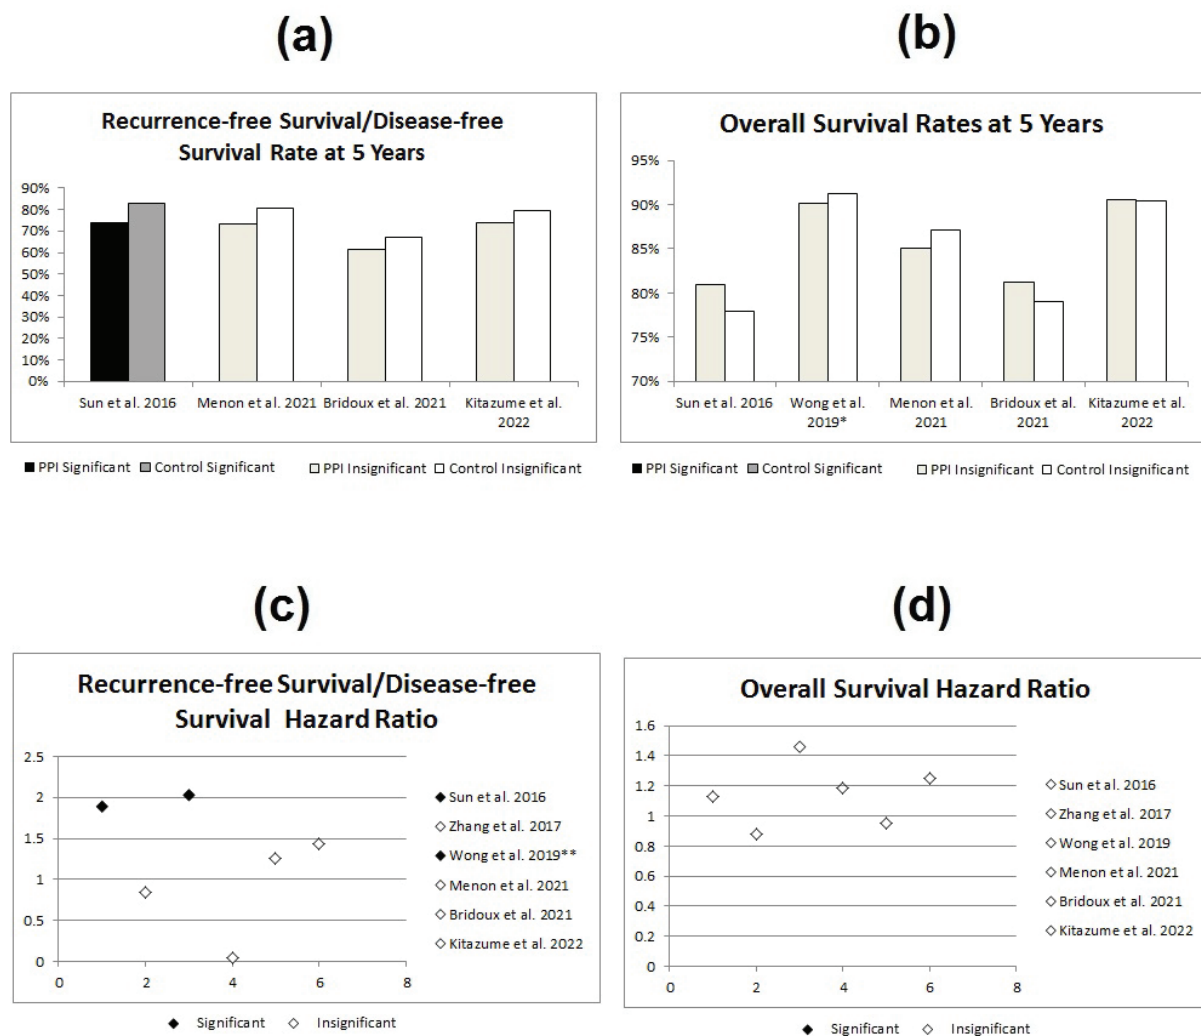 (a)
Recurrence-free Survival/Disease-free
Survival Rate at 5 Years
90%
80%
70%
60%
50%
40%
30%
20%
10%
0%
Sun et al. 2016
Menon et al. 2021
Bridoux et al. 2021
Kitazume et al.
2022
PPI Significant
Control Significant
PPI Insignificant
Control Insignificant
(b)
Overall Survival Rates at 5 Years
95%
90%
85%
80%
75%
70%
Sun et al. 2016
Wong et al.
2019*
Menon et al.
2021
Bridoux et al.
2021
Kitazume et al.
2022
PPI Significant
Control Significant
PPI Insignificant
Control Insignificant
(c)
Recurrence-free Survival/Disease-free
Survival Hazard Ratio
2.5
2
1.5
1
0.5
0
0 2 4 6 8
Sun et al. 2016
Zhang et al. 2017
Wong et al. 2019**
Menon et al. 2021
Bridoux et al. 2021
Kitazume et al. 2022
Significant
Insignificant
(d)
Overall Survival Hazard Ratio
1.6
1.4
1.2
1
0.8
0.6
0.4
0.2
0
0 2 4 6 8
Sun et al. 2016
Zhang et al. 2017
Wong et al. 2019
Menon et al. 2021
Bridoux et al. 2021
Kitazume et al. 2022
Significant
Insignificant